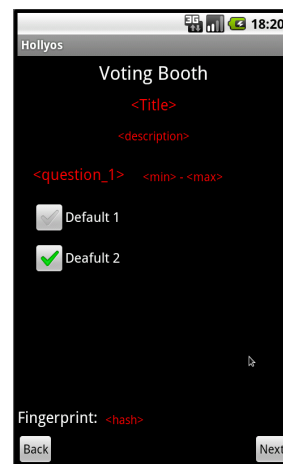 3G 18:20
Hollyos
Voting Booth
<Title>
<description>
<question_1> <min> - <max>
Default 1
Deafult 2
Fingerprint: <hash>
Back Next